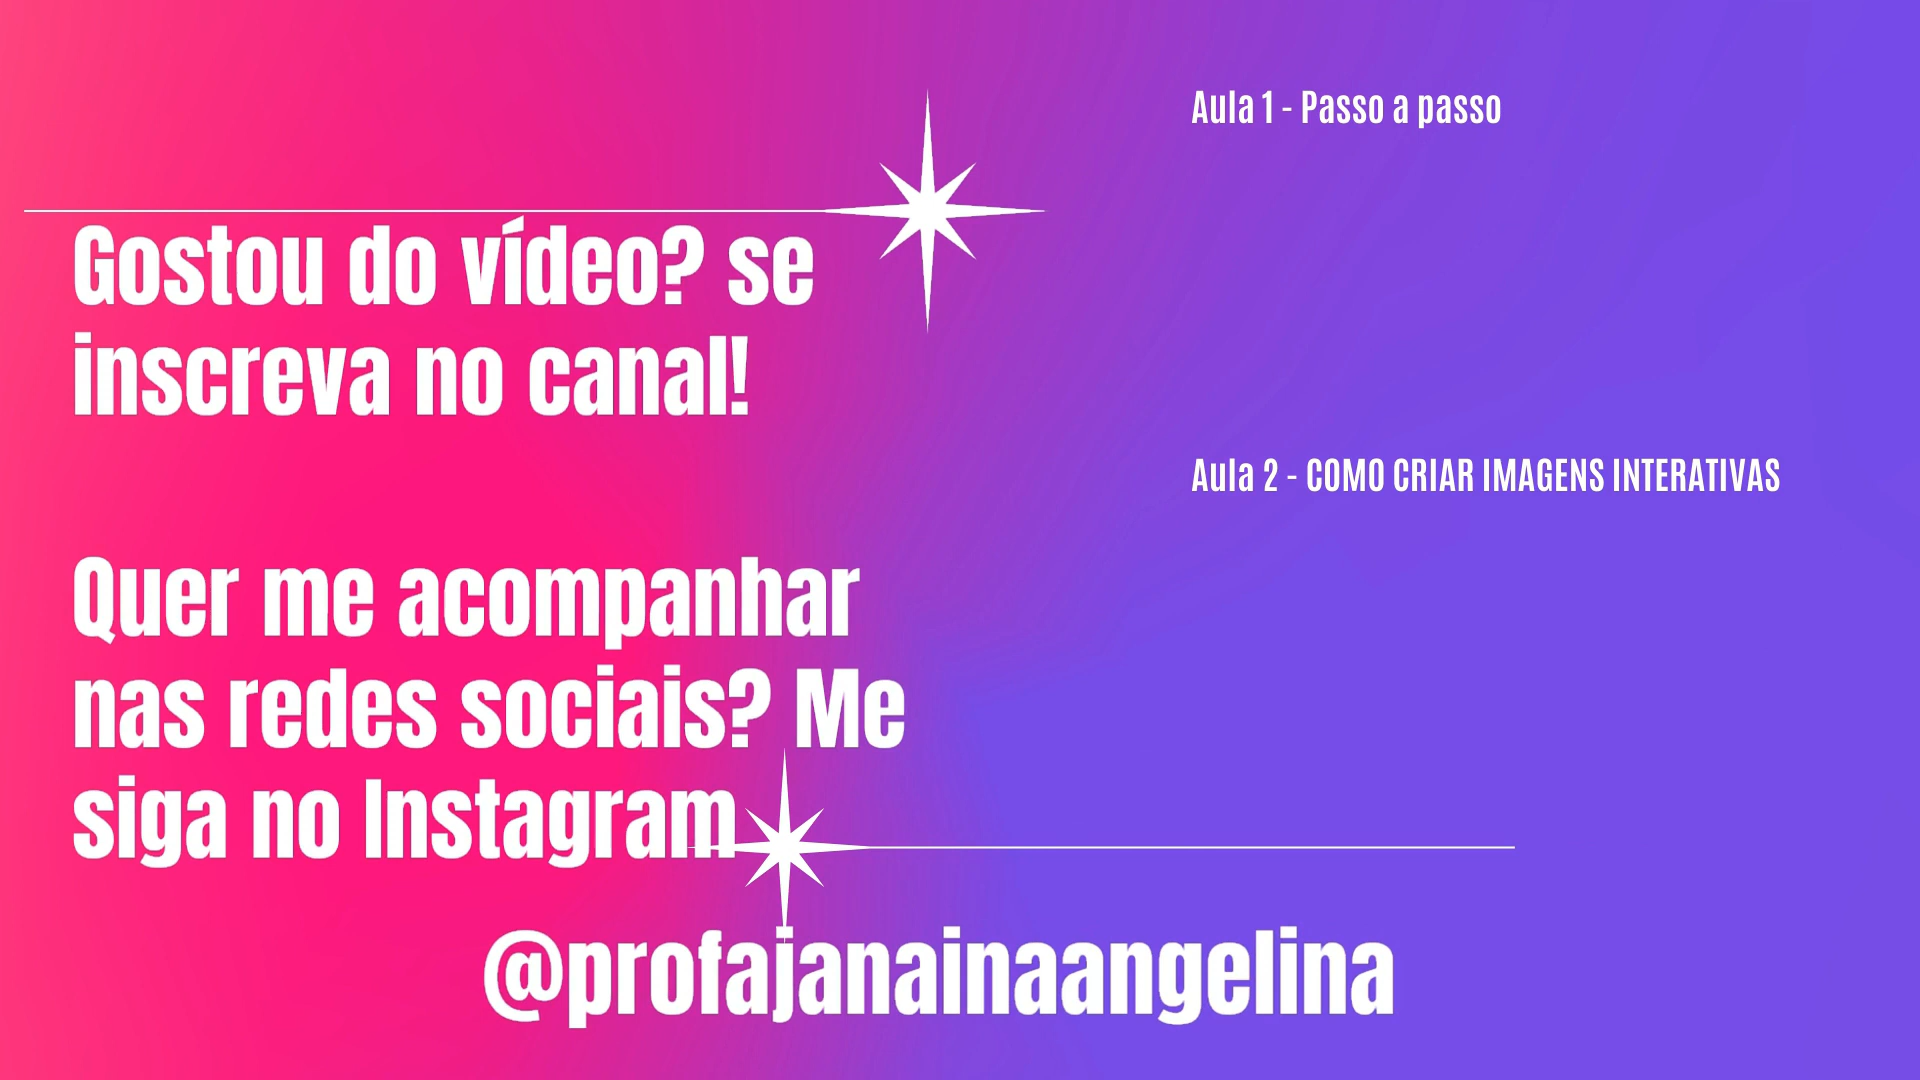 Gostou do vídeo? se
inscreva no canal!
Quer me acompanhar
nas redes sociais? Me
siga no Instagram
@profajanainaangelina
Aula 1 - Passo a passo
Aula 2 - COMO CRIAR IMAGENS INTERATIVAS